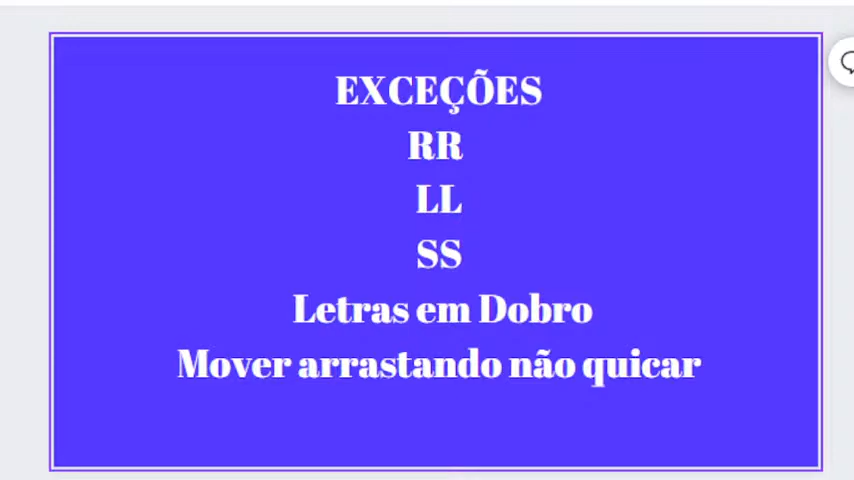 EXCEÇÕES
RR
LL
SS
Letras em Dobro
Mover arrastando não quicar